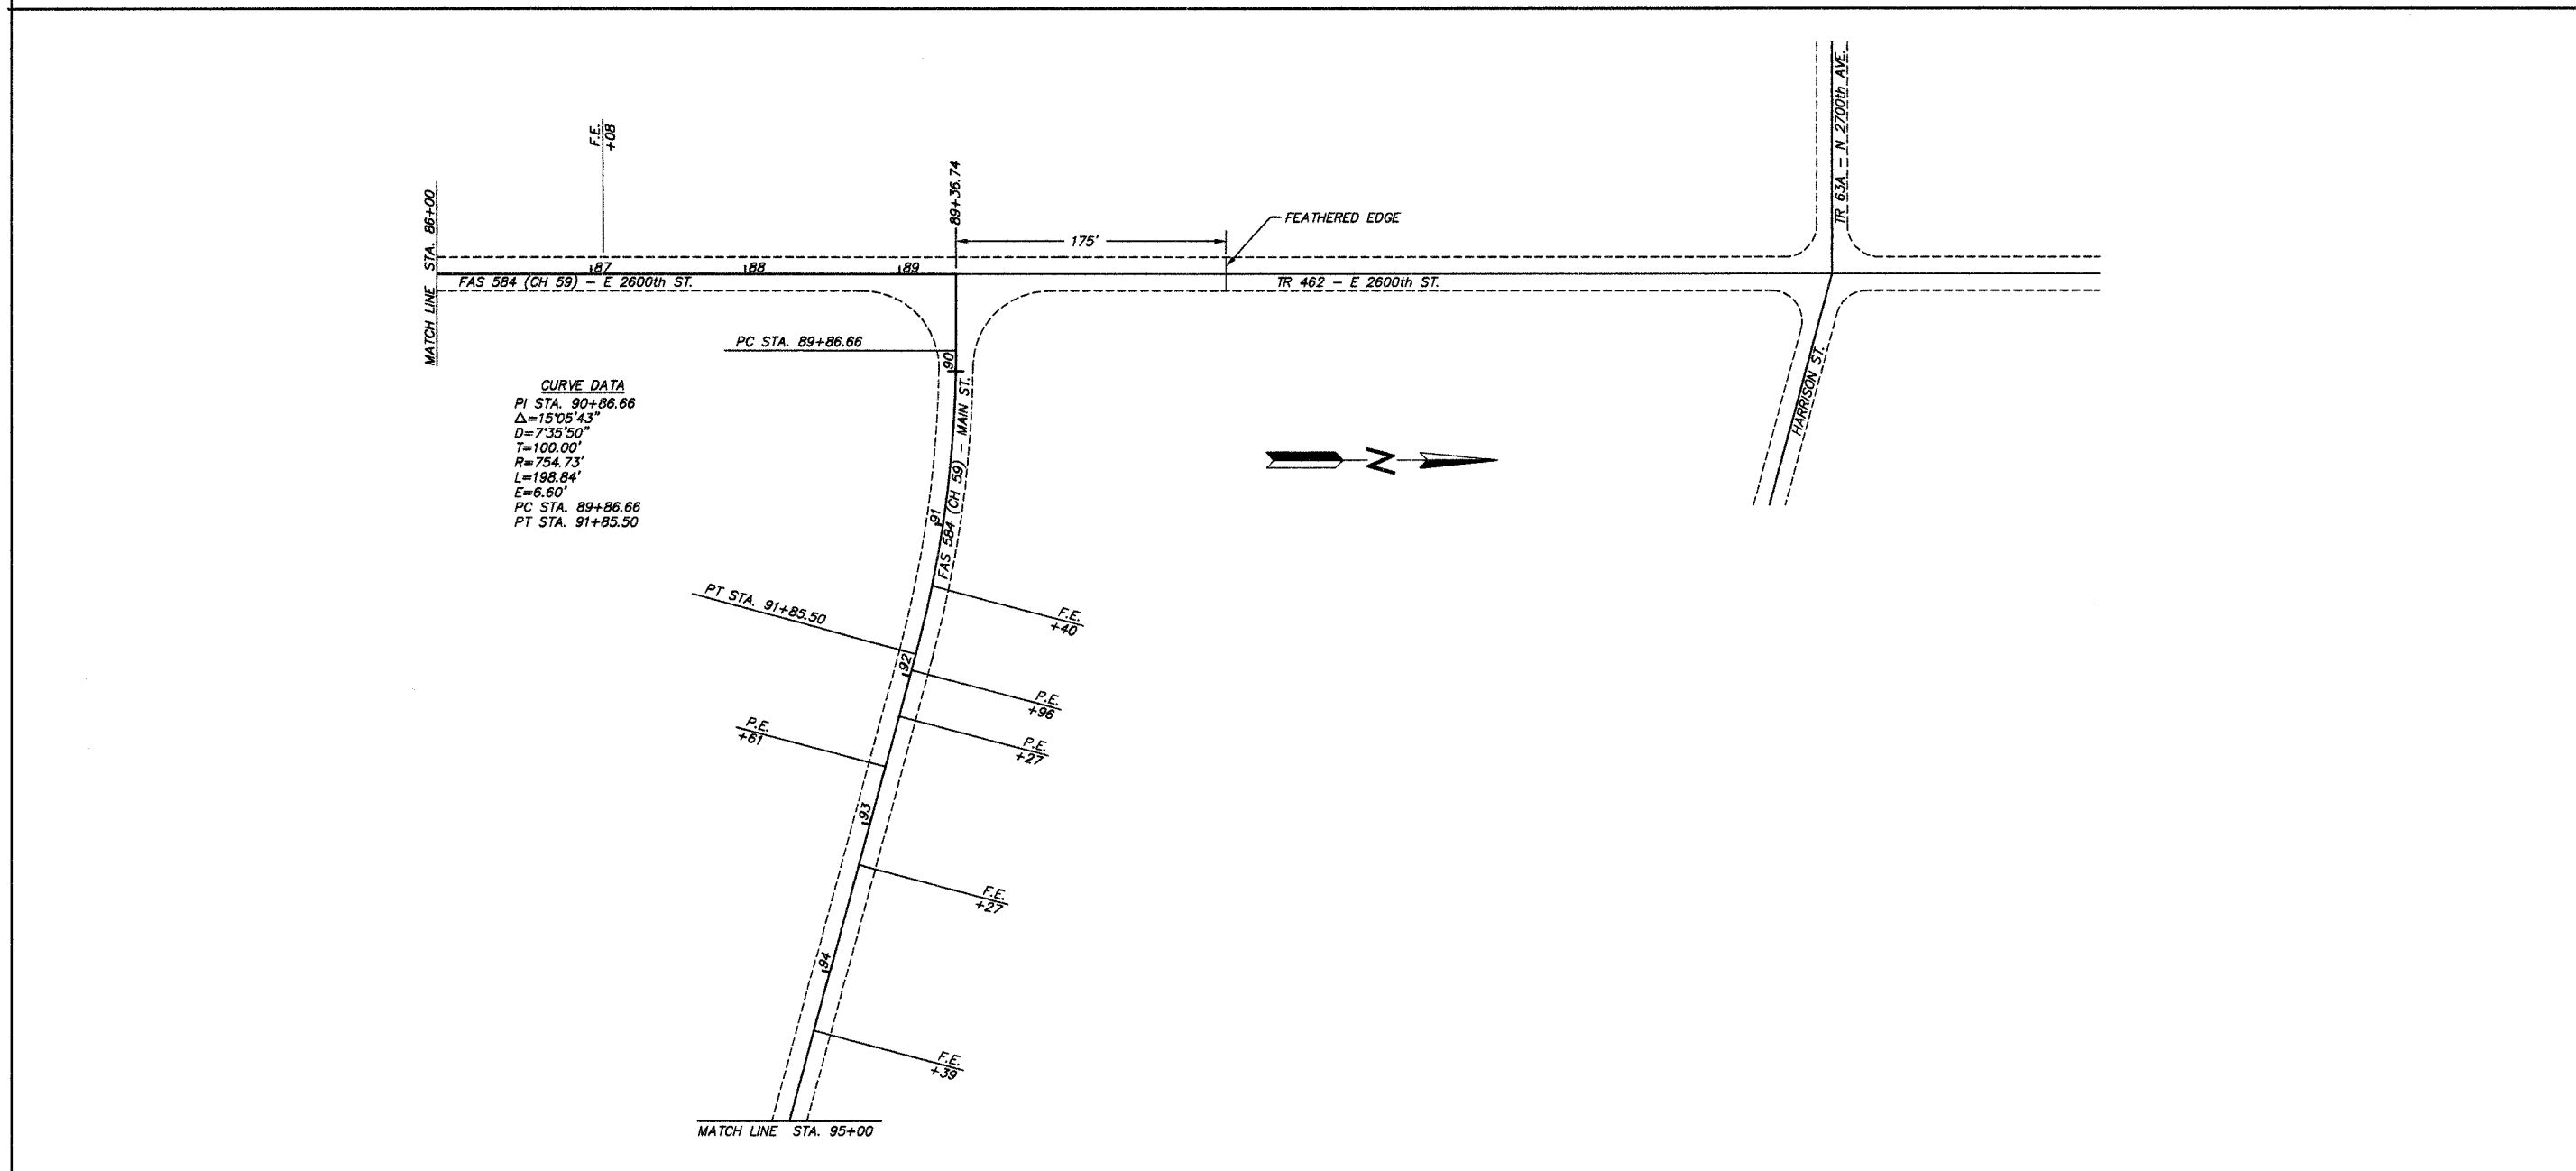 F.E.
+08
MATCH LINE STA. 86+00
89+36.74
175'
FEATHERED EDGE
TR 63A - N 2700th AVE.
87
88
89
FAS 584 (CH 59) - E 2600th ST.
TR 462 - E 2600th ST.
PC STA. 89+86.66
90
HARRISON ST.
CURVE DATA
PI STA. 90+86.66
Δ=15°05'43"
D=7°35'50"
T=100.00'
R=754.73'
L=198.84'
E=6.60'
PC STA. 89+86.66
PT STA. 91+85.50
N
FAS 584 (CH 59) - MAIN ST.
91
PT STA. 91+85.50
F.E.
+40
92
P.E.
+96
P.E.
+61
P.E.
+27
93
F.E.
+27
94
F.E.
+39
MATCH LINE STA. 95+00